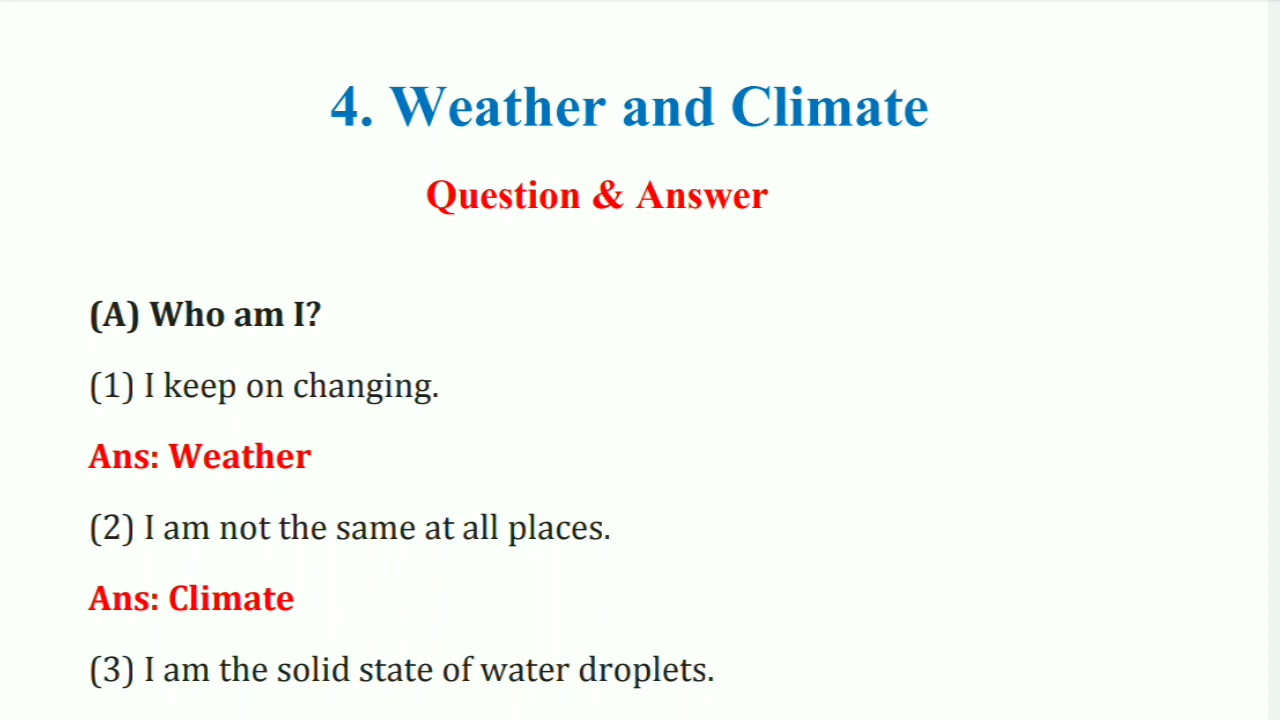 4. Weather and Climate
Question & Answer
(A) Who am I?
(1) I keep on changing.
Ans: Weather
(2) I am not the same at all places.
Ans: Climate
(3) I am the solid state of water droplets.